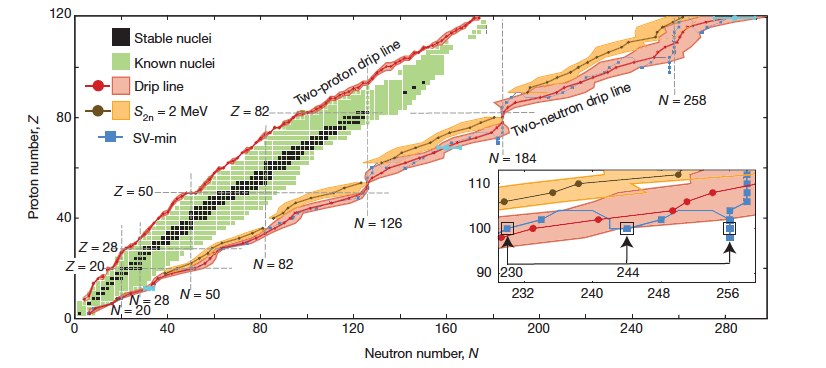 120
80
40
0
Proton number, Z
Stable nuclei
Known nuclei
Drip line
S2n = 2 MeV
SV-min
Two-proton drip line
Two-neutron drip line
Z = 82
Z = 50
Z = 28
Z = 20
N = 258
N = 184
N = 126
N = 82
N = 50
N = 28
N = 20
110
100
90
230
244
232
240
248
256
0
40
80
120
160
200
240
280
Neutron number, N